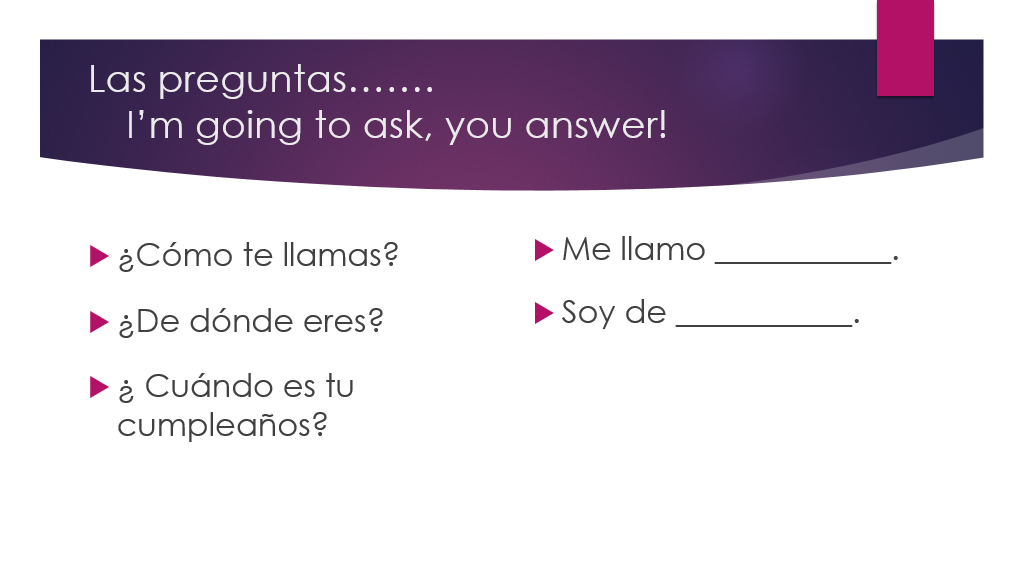 Las preguntas.......
I'm going to ask, you answer!
¿Cómo te llamas?
¿De dónde eres?
¿ Cuándo es tu
cumpleaños?
Me llamo ___________.
Soy de ___________.